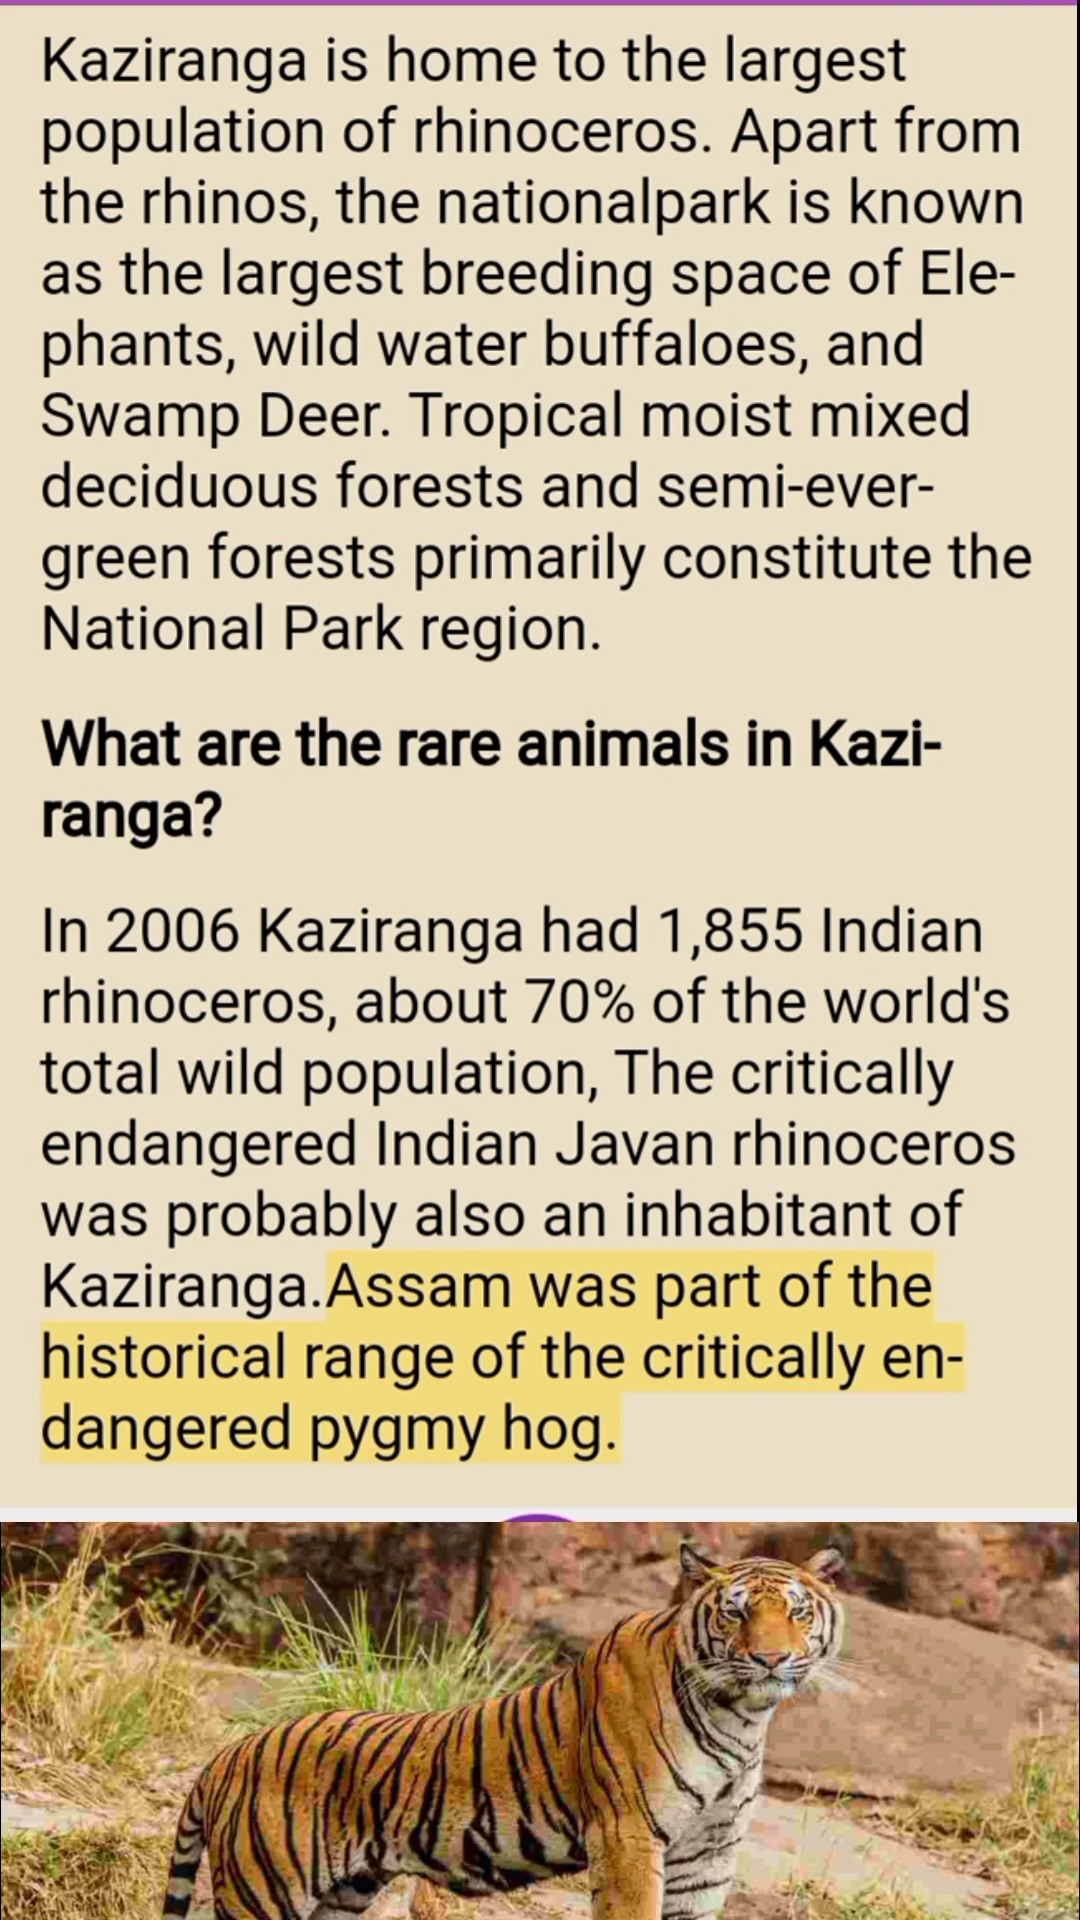 Kaziranga is home to the largest
population of rhinoceros. Apart from
the rhinos, the nationalpark is known
as the largest breeding space of Ele-
phants, wild water buffaloes, and
Swamp Deer. Tropical moist mixed
deciduous forests and semi-ever-
green forests primarily constitute the
National Park region.
What are the rare animals in Kazi-
ranga?
In 2006 Kaziranga had 1,855 Indian
rhinoceros, about 70% of the world's
total wild population, The critically
endangered Indian Javan rhinoceros
was probably also an inhabitant of
Kaziranga.Assam was part of the
historical range of the critically en-
dangered pygmy hog.